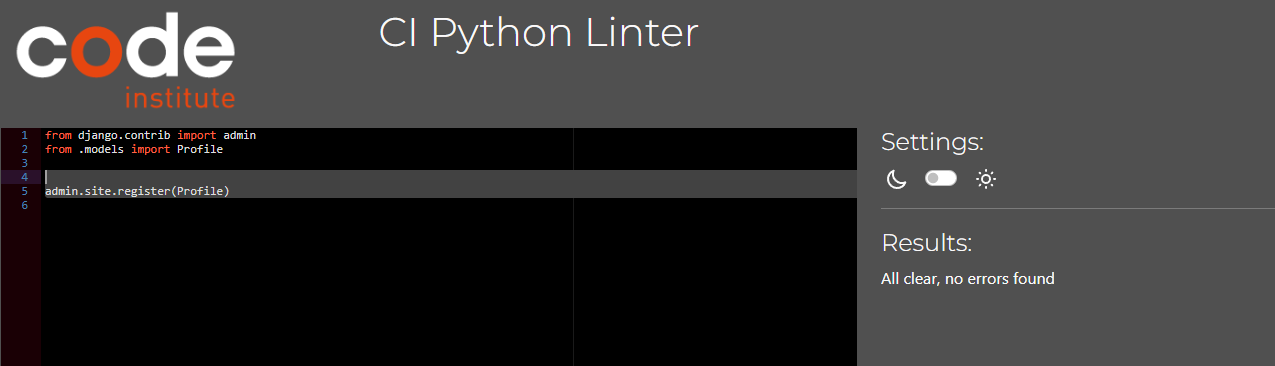 code
institute
CI Python Linter
1 from django.contrib import admin
2 from .models import Profile
3
4
5 admin.site.register(Profile)
6
Settings:
Results:
All clear, no errors found